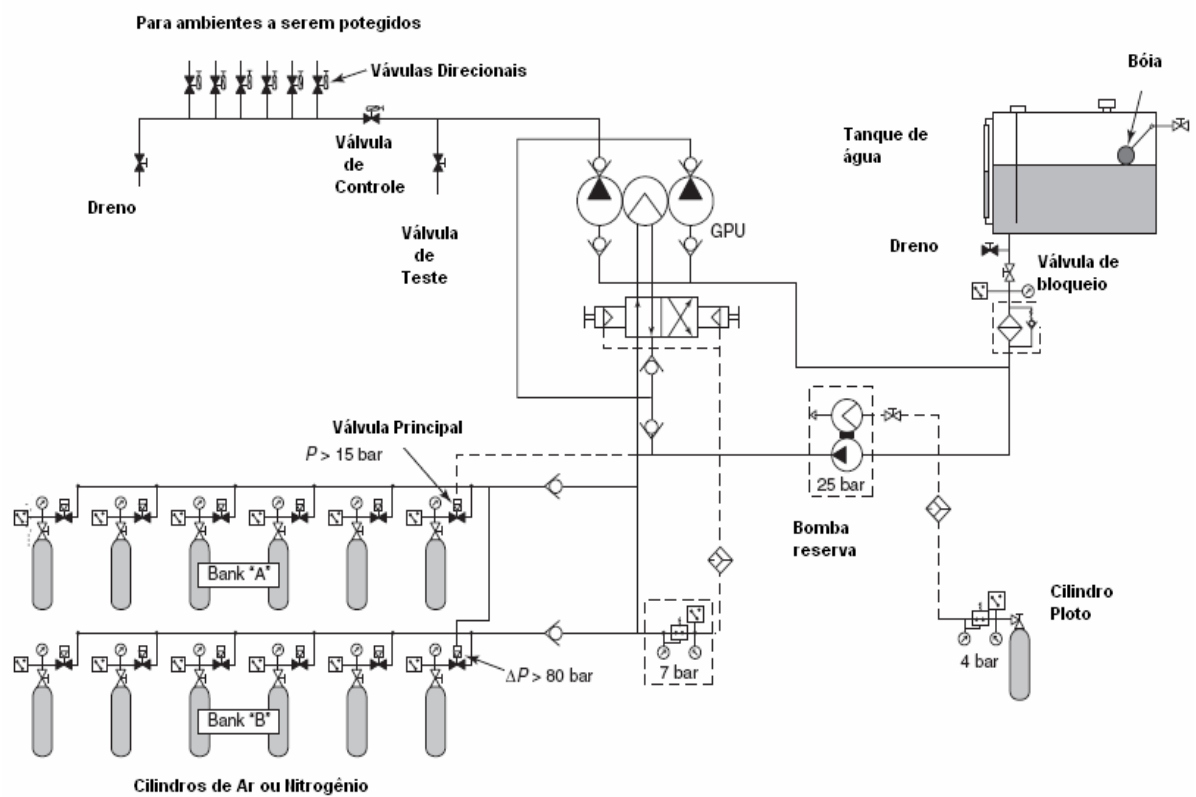 Para ambientes a serem potegidos
Vávulas Direcionais
Bóia
Tanque de
água
Válvula
de
Controle
Dreno
Válvula
de
Teste
GPU
Dreno
Válvula de
bloqueio
Válvula Principal
P > 15 bar
25 bar
Bomba
reserva
Bank "A"
Cilindro
Ploto
4 bar
7 bar
ΔP > 80 bar
Bank "B"
Cilindros de Ar ou Nitrogênio